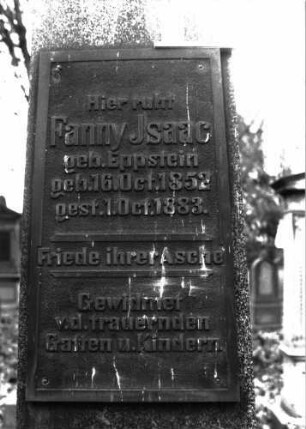 Hier ruht
Fanny Jsaac
geb. Eppstein
geb. 16. Oct. 1852
gest. 1. Oct. 1883.
Friede ihrer Asche
Gewidmet
v. d. trauernden
Gatten u. Kindern.